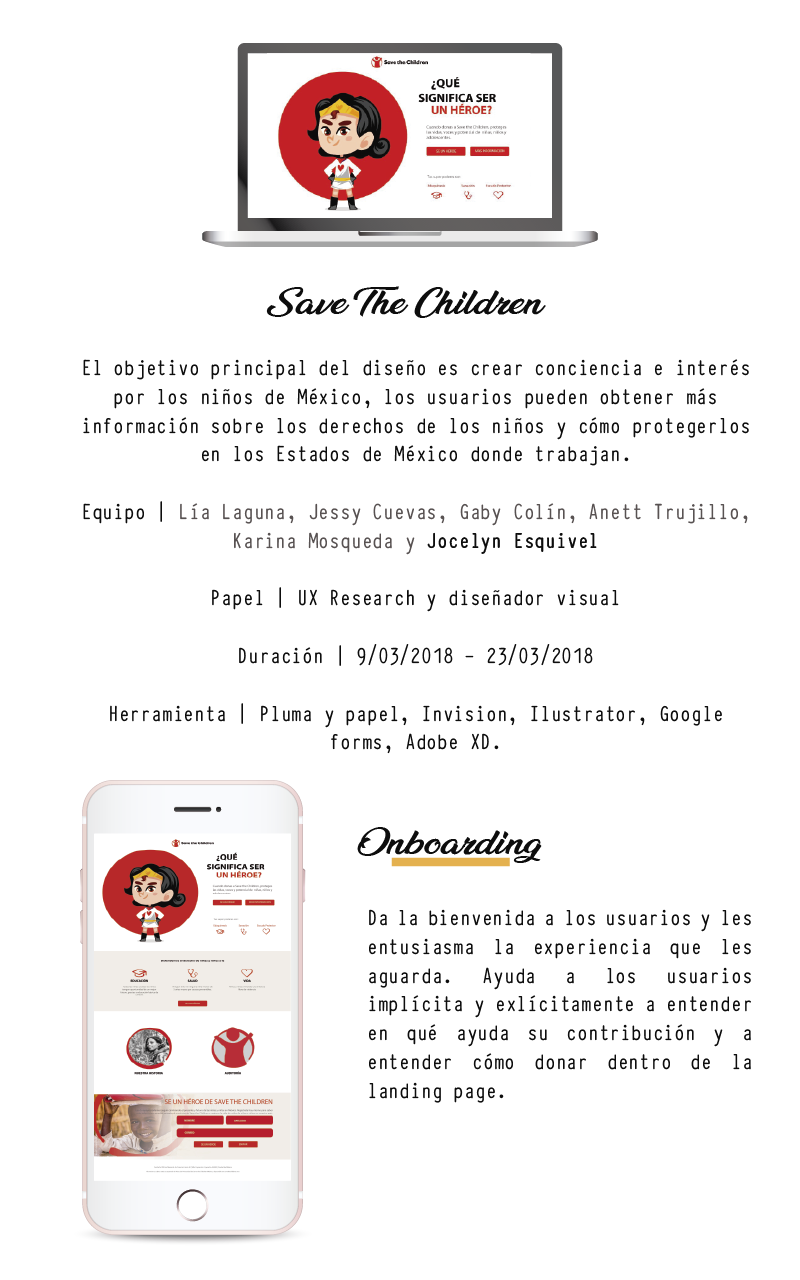 Save the Children
¿QUÉ
SIGNIFICA SER
UN HÉROE?
Save The Children
El objetivo principal del diseño es crear conciencia e interés
por los niños de México, los usuarios pueden obtener más
información sobre los derechos de los niños y cómo protegerlos
en los Estados de México donde trabajan.
Equipo | Lía Laguna, Jessy Cuevas, Gaby Colín, Anett Trujillo,
Karina Mosqueda y Jocelyn Esquivel
Papel | UX Research y diseñador visual
Duración | 9/03/2018 – 23/03/2018
Herramienta | Pluma y papel, Invision, Ilustrator, Google
forms, Adobe XD.
Save the Children
¿QUÉ
SIGNIFICA SER
UN HÉROE?
EDUCACIÓN
SALUD
VIDA
NUESTRA HISTORIA
AUDITORÍA
SE UN HÉROE DE SAVE THE CHILDREN
Onboarding
Da la bienvenida a los usuarios y les
entusiasma la experiencia que les
aguarda. Ayuda a los usuarios
implícita y exlícitamente a entender
en qué ayuda su contribución y a
entender cómo donar dentro de la
landing page.